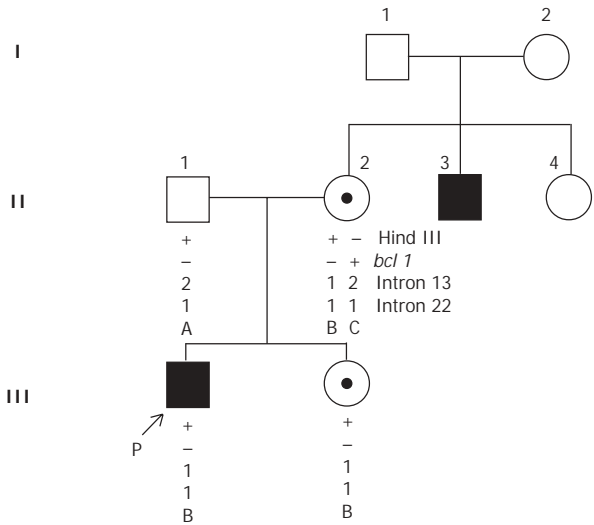 1 2
I
1 2 3 4
II
+ + – Hind III
– – + bcl 1
2 1 2 Intron 13
1 1 1 Intron 22
A B C
III
P
+ +
– –
1 1
1 1
B B